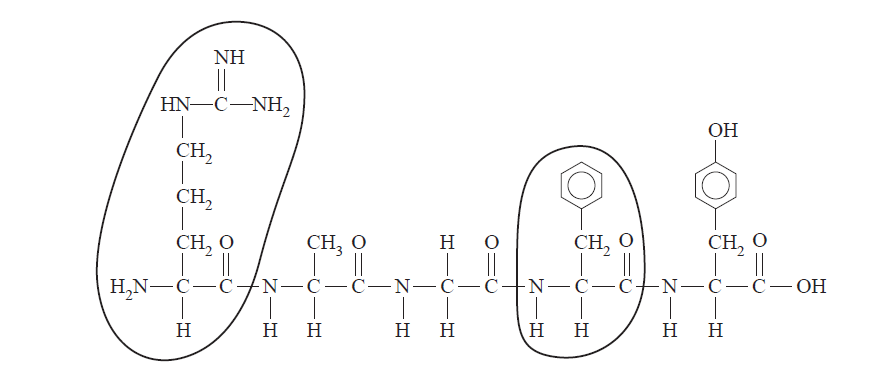 NH
HN C NH₂
OH
CH₂
CH₂
CH₂ O CH₃ O H O CH₂ O CH₂ O
H₂N C C N C C N C C N C C N C C OH
H H H H H H H H H